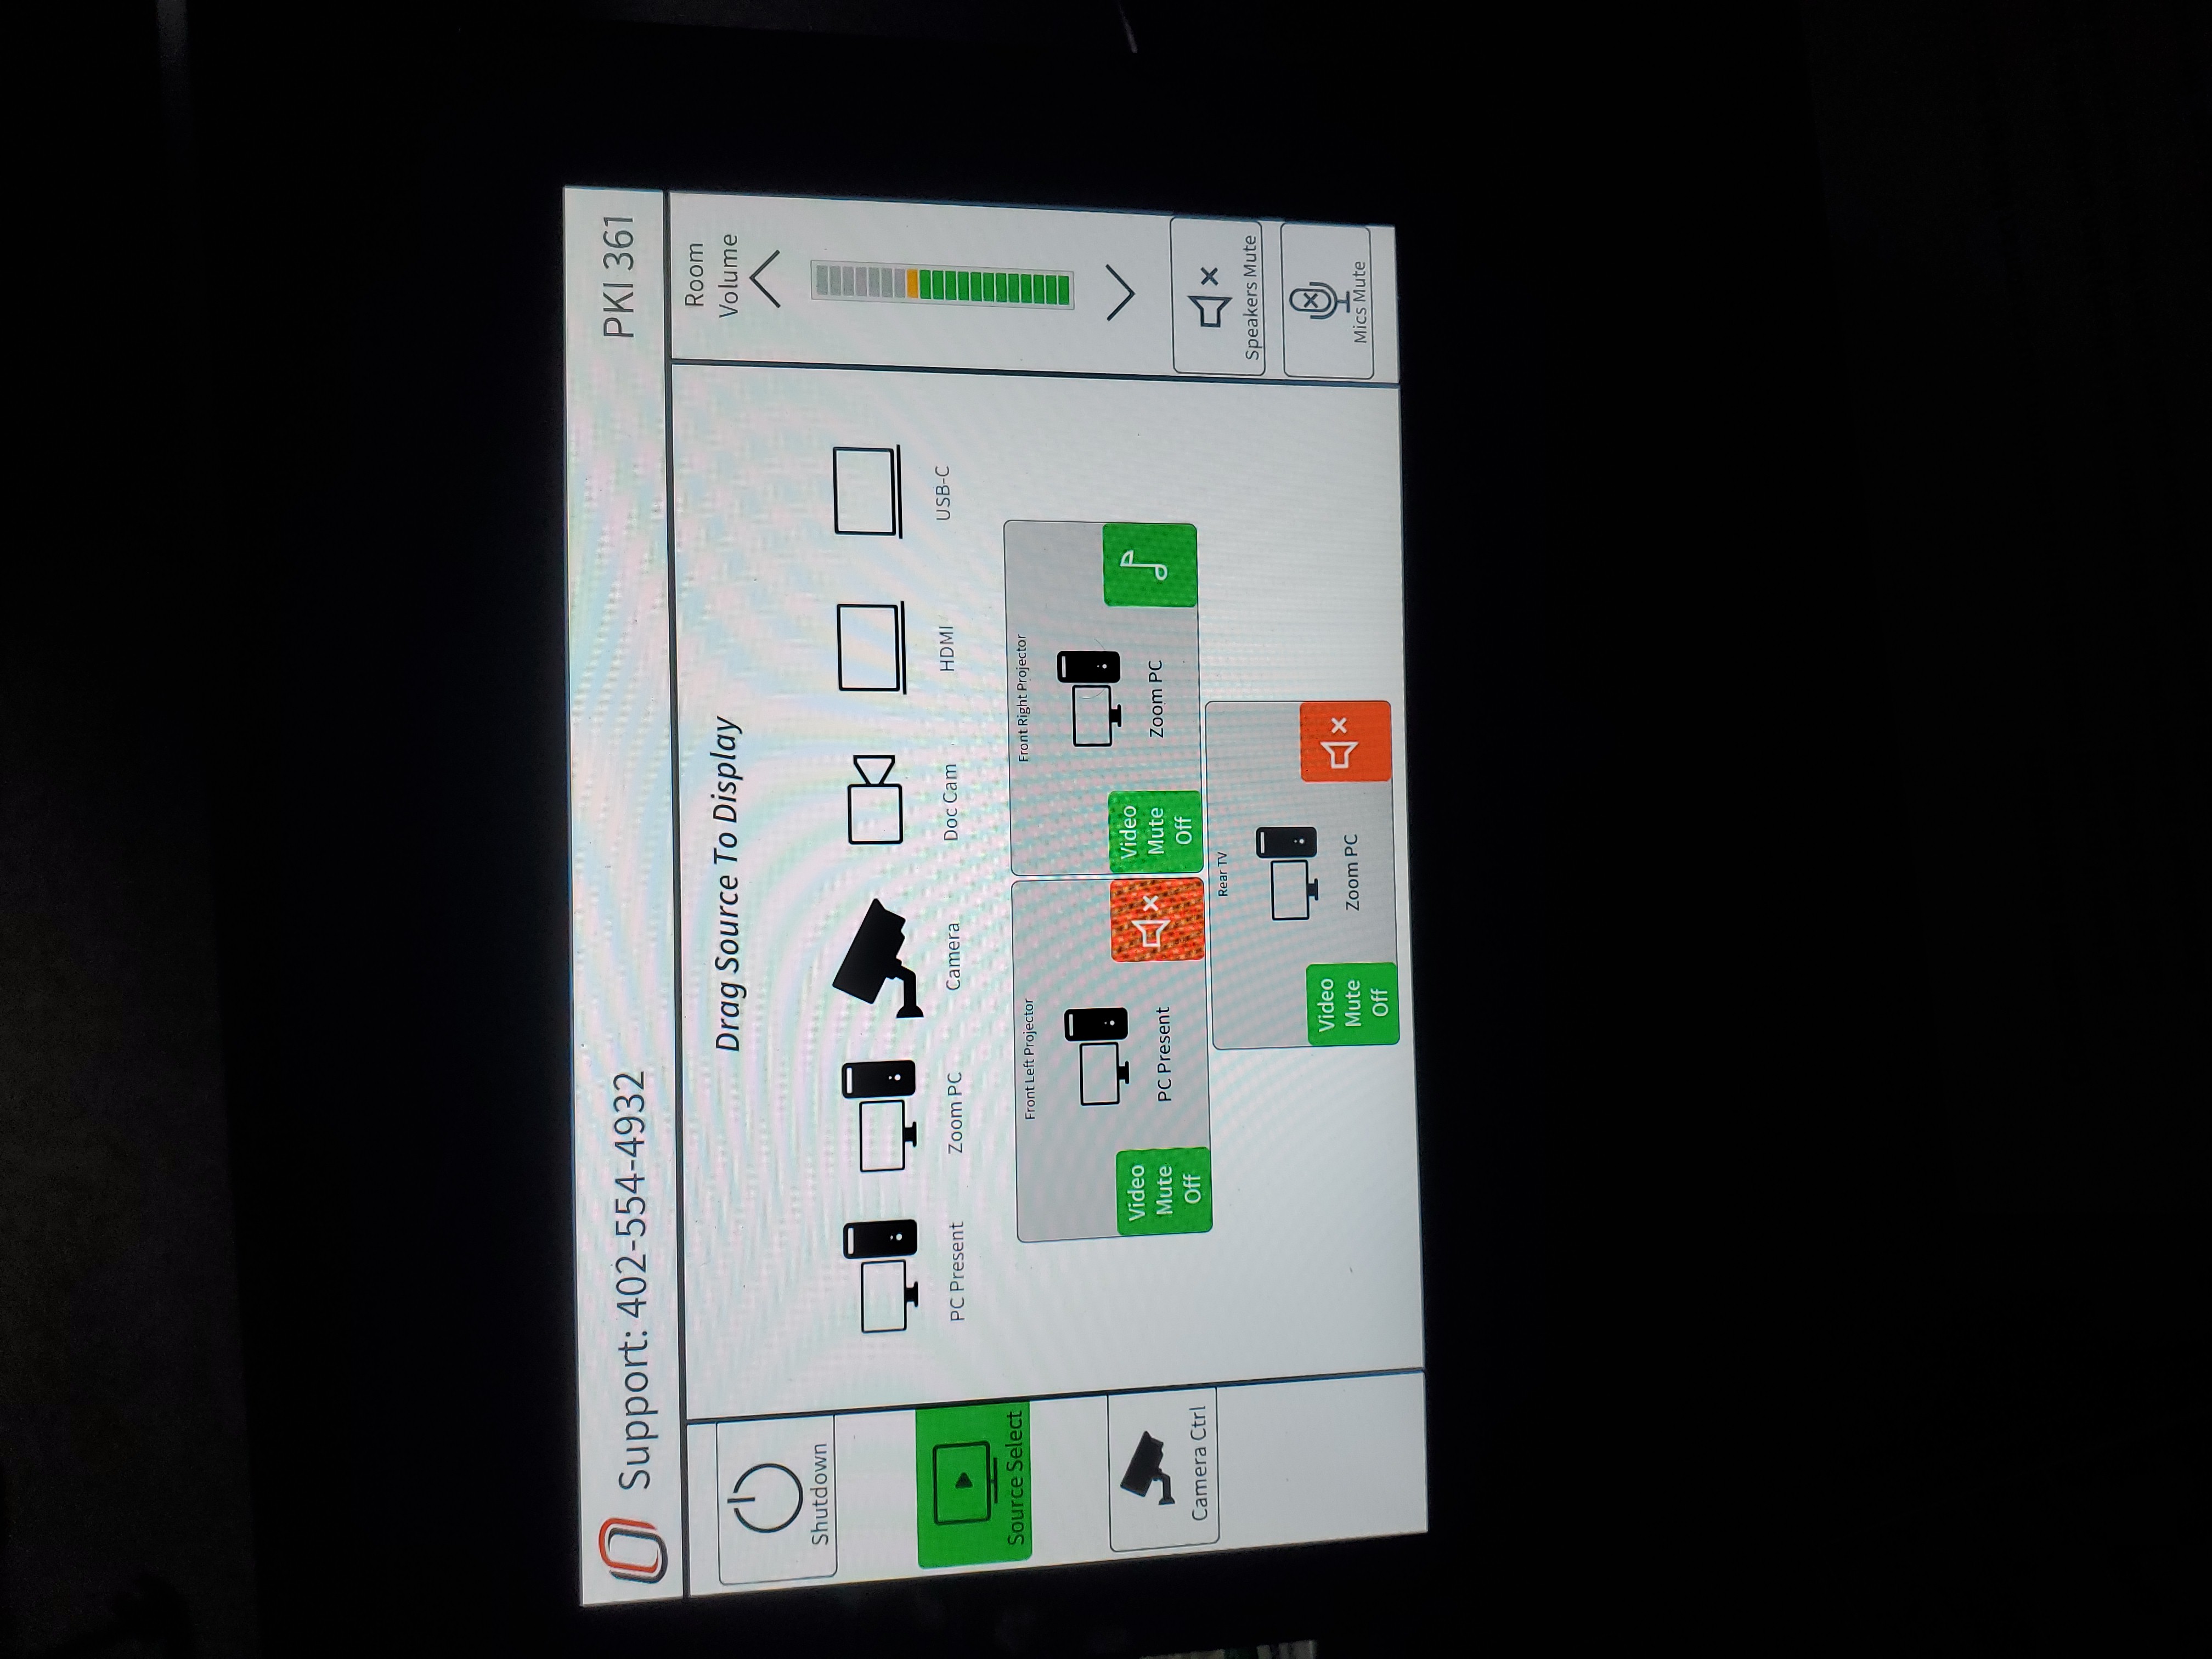 Support: 402-554-4932
PKI 361
Shutdown
Source Select
Camera Ctrl
Drag Source To Display
PC Present
Zoom PC
Camera
Doc Cam
HDMI
USB-C
Front Left Projector
Video
Mute
Off
PC Present
Front Right Projector
Video
Mute
Off
Zoom PC
Rear TV
Video
Mute
Off
Zoom PC
Room
Volume
Speakers Mute
Mics Mute